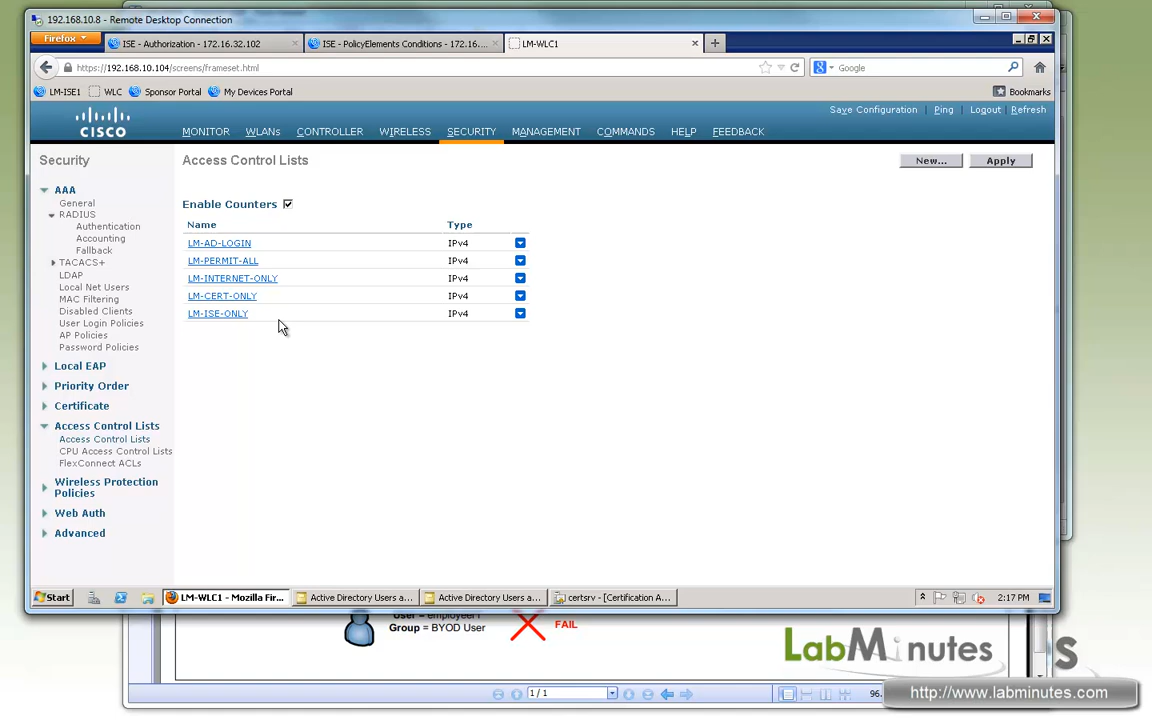 192.168.10.8 - Remote Desktop Connection
Firefox
ISE - Authorization - 172.16.32.102
ISE - PolicyElements Conditions - 172.16....
LM-WLC1
https://192.168.10.104/screens/frameset.html
Google
LM-ISE1 WLC Sponsor Portal My Devices Portal
Bookmarks
Save Configuration Ping Logout Refresh
CISCO
MONITOR WLANs CONTROLLER WIRELESS SECURITY MANAGEMENT COMMANDS HELP FEEDBACK
Security
AAA
General
RADIUS
Authentication
Accounting
Fallback
TACACS+
LDAP
Local Net Users
MAC Filtering
Disabled Clients
User Login Policies
AP Policies
Password Policies
Local EAP
Priority Order
Certificate
Access Control Lists
Access Control Lists
CPU Access Control Lists
FlexConnect ACLs
Wireless Protection
Policies
Web Auth
Advanced
Access Control Lists
New...
Apply
Enable Counters
Name Type
LM-AD-LOGIN IPv4
LM-PERMIT-ALL IPv4
LM-INTERNET-ONLY IPv4
LM-CERT-ONLY IPv4
LM-ISE-ONLY IPv4
Start
LM-WLC1 - Mozilla Fir...
Active Directory Users a...
Active Directory Users a...
certsrv - [Certification A...
2:17 PM
User = employee1
Group = BYOD User
FAIL
LabMinutes
1 / 1
96.
http://www.labminutes.com